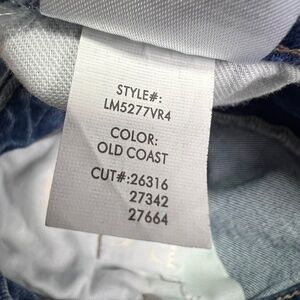 STYLE#:
LM5277VR4
COLOR:
OLD COAST
CUT#:26316
27342
27664